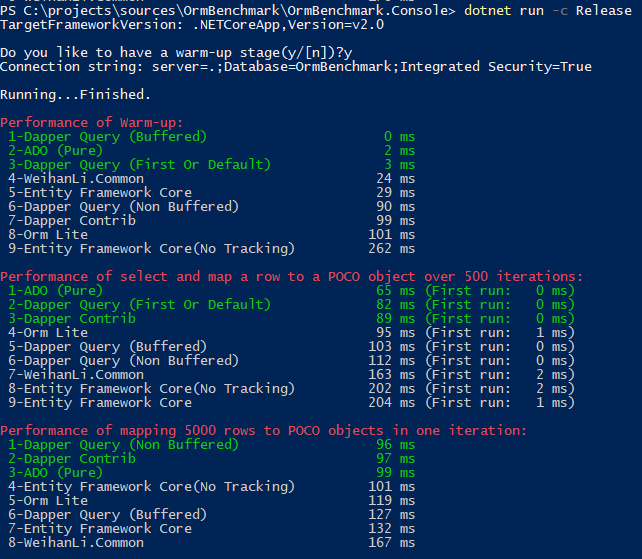 PS C:\projects\sources\OrmBenchmark\OrmBenchmark.Console> dotnet run -c Release
TargetFrameworkVersion: .NETCoreApp,Version=v2.0
Do you like to have a warm-up stage(y/[n])?y
Connection string: server=.;Database=OrmBenchmark;Integrated Security=True
Running...Finished.
Performance of Warm-up:
1-Dapper Query (Buffered) 0 ms
2-ADO (Pure) 2 ms
3-Dapper Query (First Or Default) 3 ms
4-WeihanLi.Common 24 ms
5-Entity Framework Core 29 ms
6-Dapper Query (Non Buffered) 90 ms
7-Dapper Contrib 99 ms
8-Orm Lite 101 ms
9-Entity Framework Core(No Tracking) 262 ms
Performance of select and map a row to a POCO object over 500 iterations:
1-ADO (Pure) 65 ms (First run: 0 ms)
2-Dapper Query (First Or Default) 82 ms (First run: 0 ms)
3-Dapper Contrib 89 ms (First run: 0 ms)
4-Orm Lite 95 ms (First run: 1 ms)
5-Dapper Query (Buffered) 103 ms (First run: 0 ms)
6-Dapper Query (Non Buffered) 112 ms (First run: 0 ms)
7-WeihanLi.Common 163 ms (First run: 2 ms)
8-Entity Framework Core(No Tracking) 202 ms (First run: 2 ms)
9-Entity Framework Core 204 ms (First run: 1 ms)
Performance of mapping 5000 rows to POCO objects in one iteration:
1-Dapper Query (Non Buffered) 96 ms
2-Dapper Contrib 97 ms
3-ADO (Pure) 99 ms
4-Entity Framework Core(No Tracking) 101 ms
5-Orm Lite 119 ms
6-Dapper Query (Buffered) 127 ms
7-Entity Framework Core 132 ms
8-WeihanLi.Common 167 ms